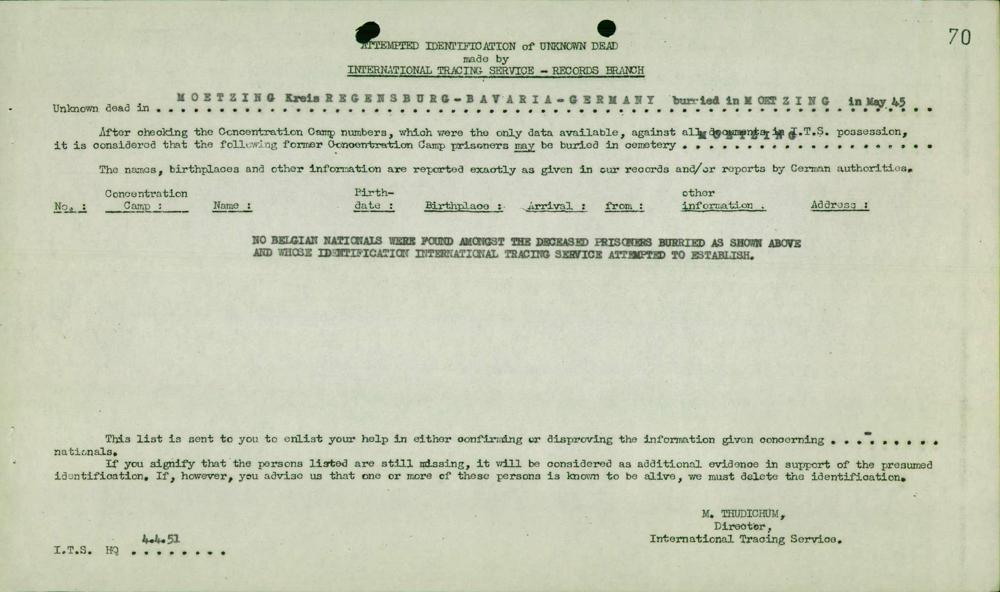 70
ATTEMPTED IDENTIFICATION of UNKNOWN DEAD
made by
INTERNATIONAL TRACING SERVICE - RECORDS BRANCH
Unknown dead in MOETZING Kreis REGENSBURG-BAVARIA-GERMANY burried in MOETZING in May 45
After checking the Concentration Camp numbers, which were the only data available, against all documents in I.T.S. possession,
it is considered that the following former Concentration Camp prisoners may be buried in cemetery MOETZING
The names, birthplaces and other information are reported exactly as given in our records and/or reports by German authorities.
No. : Concentration Camp : Name : Birth-date : Birthplace : Arrival : from : other information : Address :
NO BELGIAN NATIONALS WERE FOUND AMONGST THE DECEASED PRISONERS BURRIED AS SHOWN ABOVE
AND WHOSE IDENTIFICATION INTERNATIONAL TRACING SERVICE ATTEMPTED TO ESTABLISH.
This list is sent to you to enlist your help in either confirming or disproving the information given concerning . . . - . . . . .
nationals.
If you signify that the persons listed are still missing, it will be considered as additional evidence in support of the presumed
identification. If, however, you advise us that one or more of these persons is known to be alive, we must delete the identification.
M. THUDICHUM,
Director,
International Tracing Service.
I.T.S. HQ 4.4.51